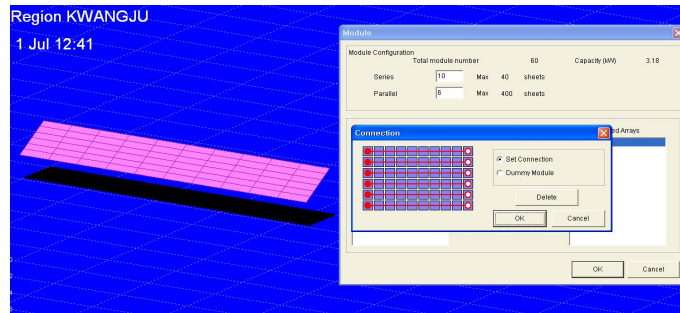 Region KWANGJU
1 Jul 12:41
Module
Module Configuration
Total module number 60 Capacity (kW) 3.18
Series 10 Max 40 sheets
Parallel 6 Max 400 sheets
ed Arrays
Connection
Set Connection
Dummy Module
Delete
OK Cancel
OK Cancel